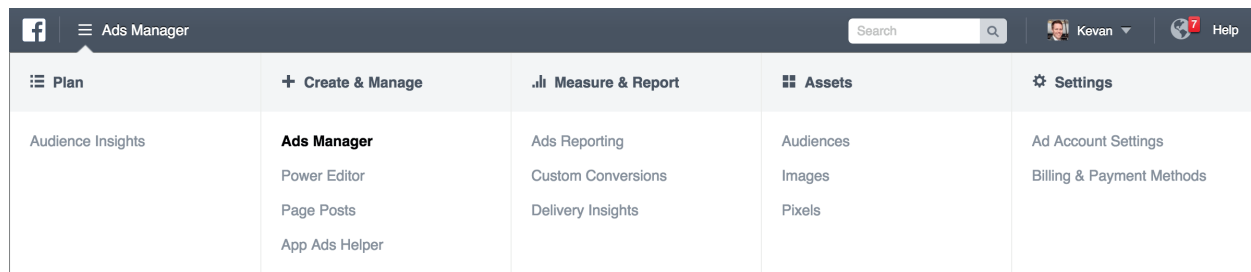 f Ads Manager Search Kevan 7 Help
Plan
Audience Insights
Create & Manage
Ads Manager
Power Editor
Page Posts
App Ads Helper
Measure & Report
Ads Reporting
Custom Conversions
Delivery Insights
Assets
Audiences
Images
Pixels
Settings
Ad Account Settings
Billing & Payment Methods